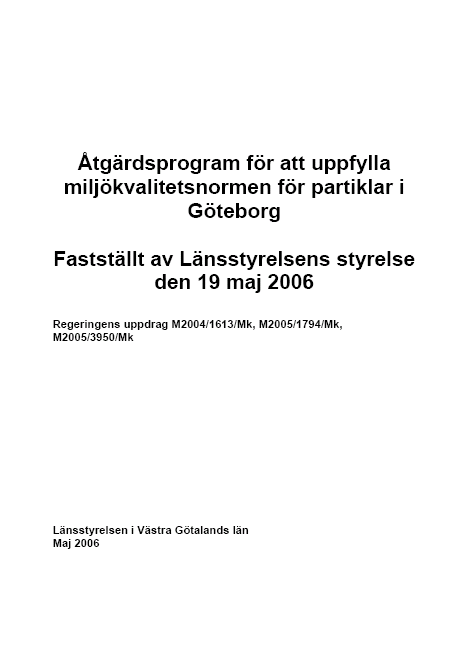 Åtgärdsprogram för att uppfylla
miljökvalitetsnormen för partiklar i
Göteborg
Fastställt av Länsstyrelsens styrelse
den 19 maj 2006
Regeringens uppdrag M2004/1613/Mk, M2005/1794/Mk,
M2005/3950/Mk
Länsstyrelsen i Västra Götalands län
Maj 2006